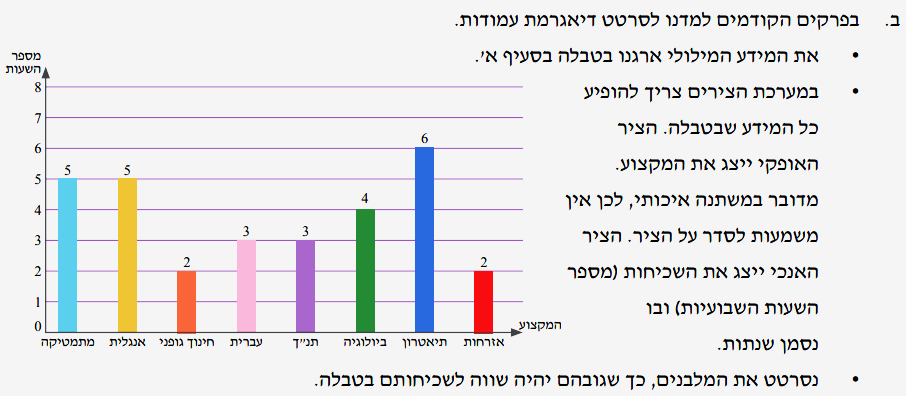 ב. בפרקים הקודמים למדנו לסרטט דיאגרמת עמודות.
• את המידע המילולי ארגנו בטבלה בסעיף א׳.
• במערכת הצירים צריך להופיע
כל המידע שבטבלה. הציר
האופקי ייצג את המקצוע.
מדובר במשתנה איכותי, לכן אין
משמעות לסדר על הציר. הציר
האנכי ייצג את השכיחות (מספר
השעות השבועיות) ובו
נסמן שנתות.
• נסרטט את המלבנים, כך שגובהם יהיה שווה לשכיחותם בטבלה.
מספר
השעות
8
7
6
5
4
3
2
1
0
5 5 2 3 3 4 6 2
מתמטיקה אנגלית חינוך גופני עברית תנ״ך ביולוגיה תיאטרון אזרחות
המקצוע